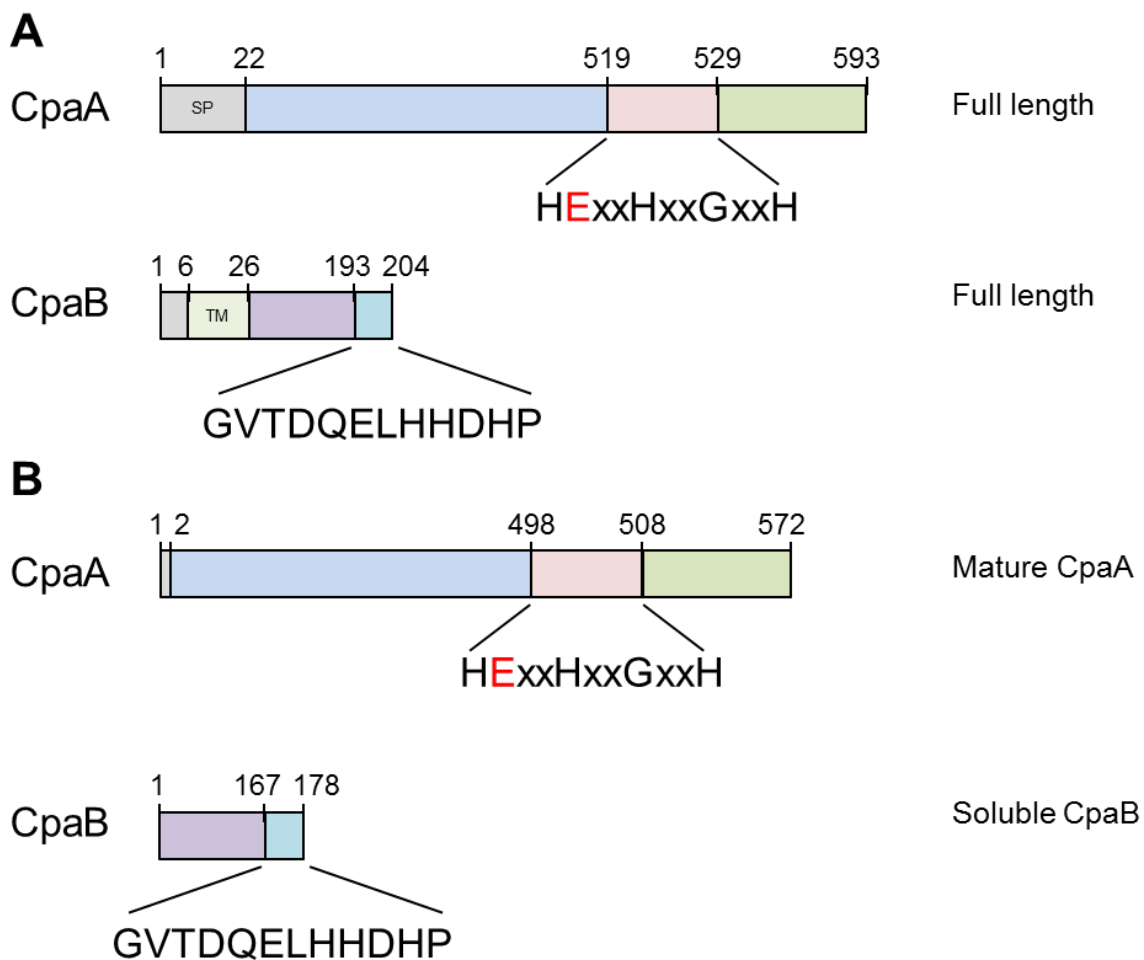 A
1 22 519 529 593
CpaA SP Full length
HExxHxxGxxH
1 6 26 193 204
CpaB TM Full length
GVTDQELHHDHP
B
1 2 498 508 572
CpaA Mature CpaA
HExxHxxGxxH
1 167 178
CpaB Soluble CpaB
GVTDQELHHDHP